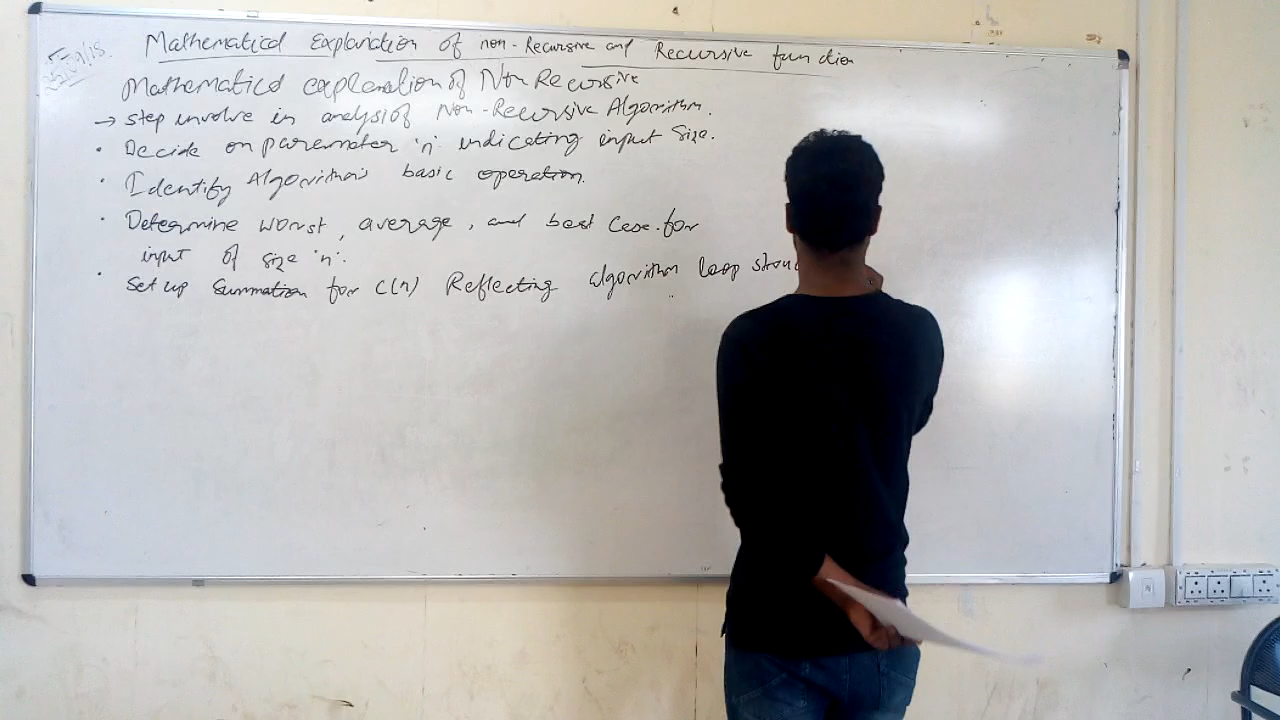 Mathematical Explanation of non-Recursive and Recursive function
Mathematical explanation of Non Recursive
→ step involve in analysis of Non-Recursive Algorithm.
• Decide on parameter 'n' indicating input size.
• Identify Algorithm's basic operation.
• Determine worst, average, and best case for
input of size 'n'.
• Set up summation for C(n) Reflecting algorithm loop